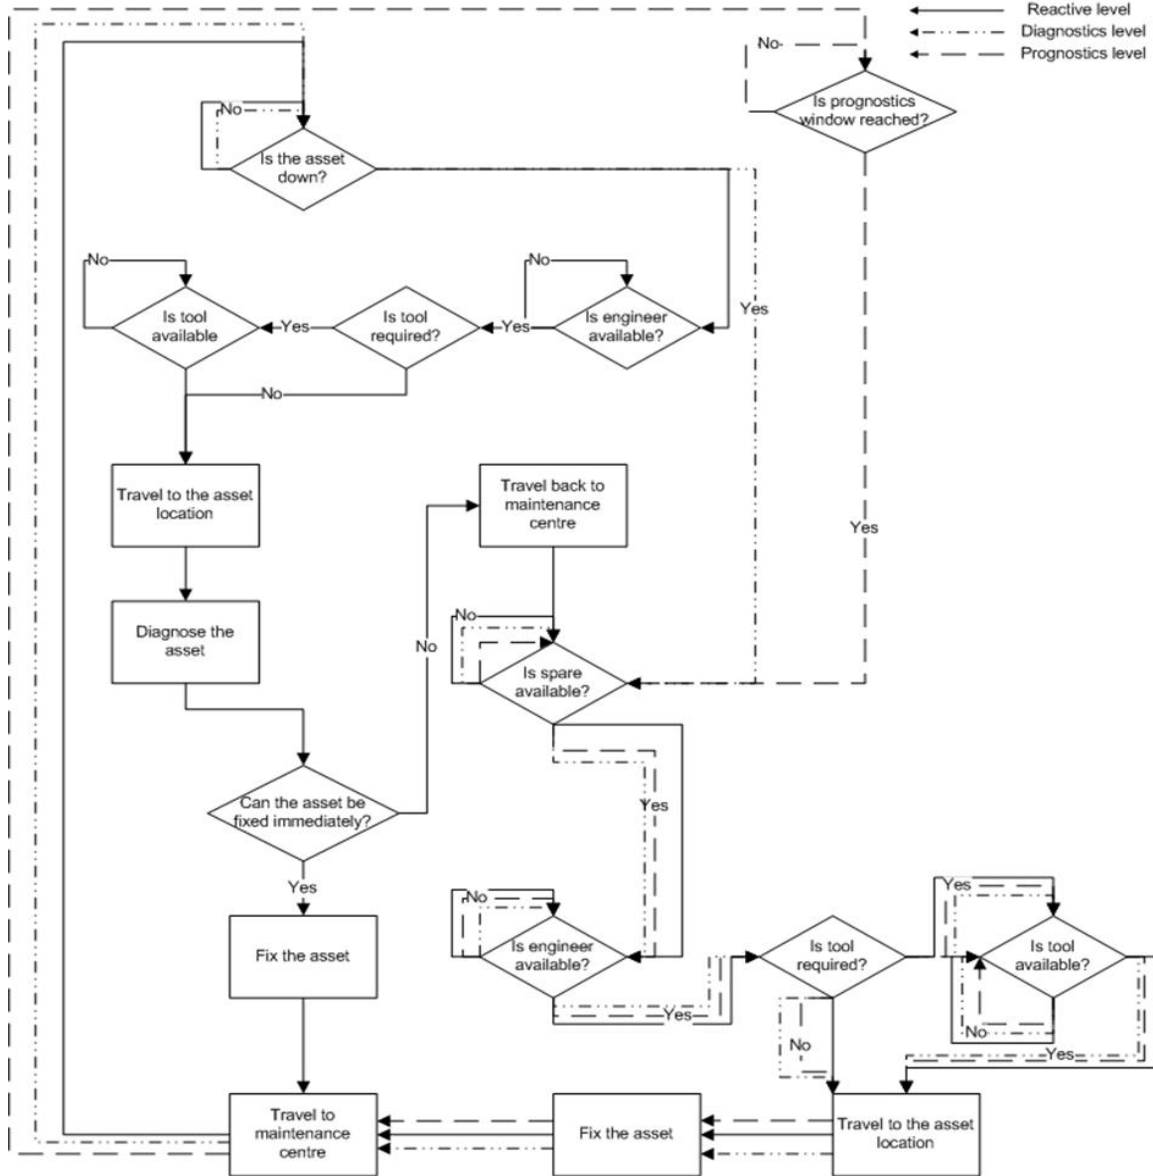 Reactive level
Diagnostics level
Prognostics level
No
Is prognostics
window reached?
No
Is the asset
down?
No
No
Yes
Is tool
available
Yes
Is tool
required?
Yes
Is engineer
available?
No
Travel to the asset
location
Travel back to
maintenance
centre
Yes
Diagnose the
asset
No
No
Is spare
available?
Can the asset be
fixed immediately?
Yes
Yes
No
Yes
Fix the asset
Is engineer
available?
Is tool
required?
Is tool
available?
Yes
No
No
Yes
Travel to
maintenance
centre
Fix the asset
Travel to the asset
location